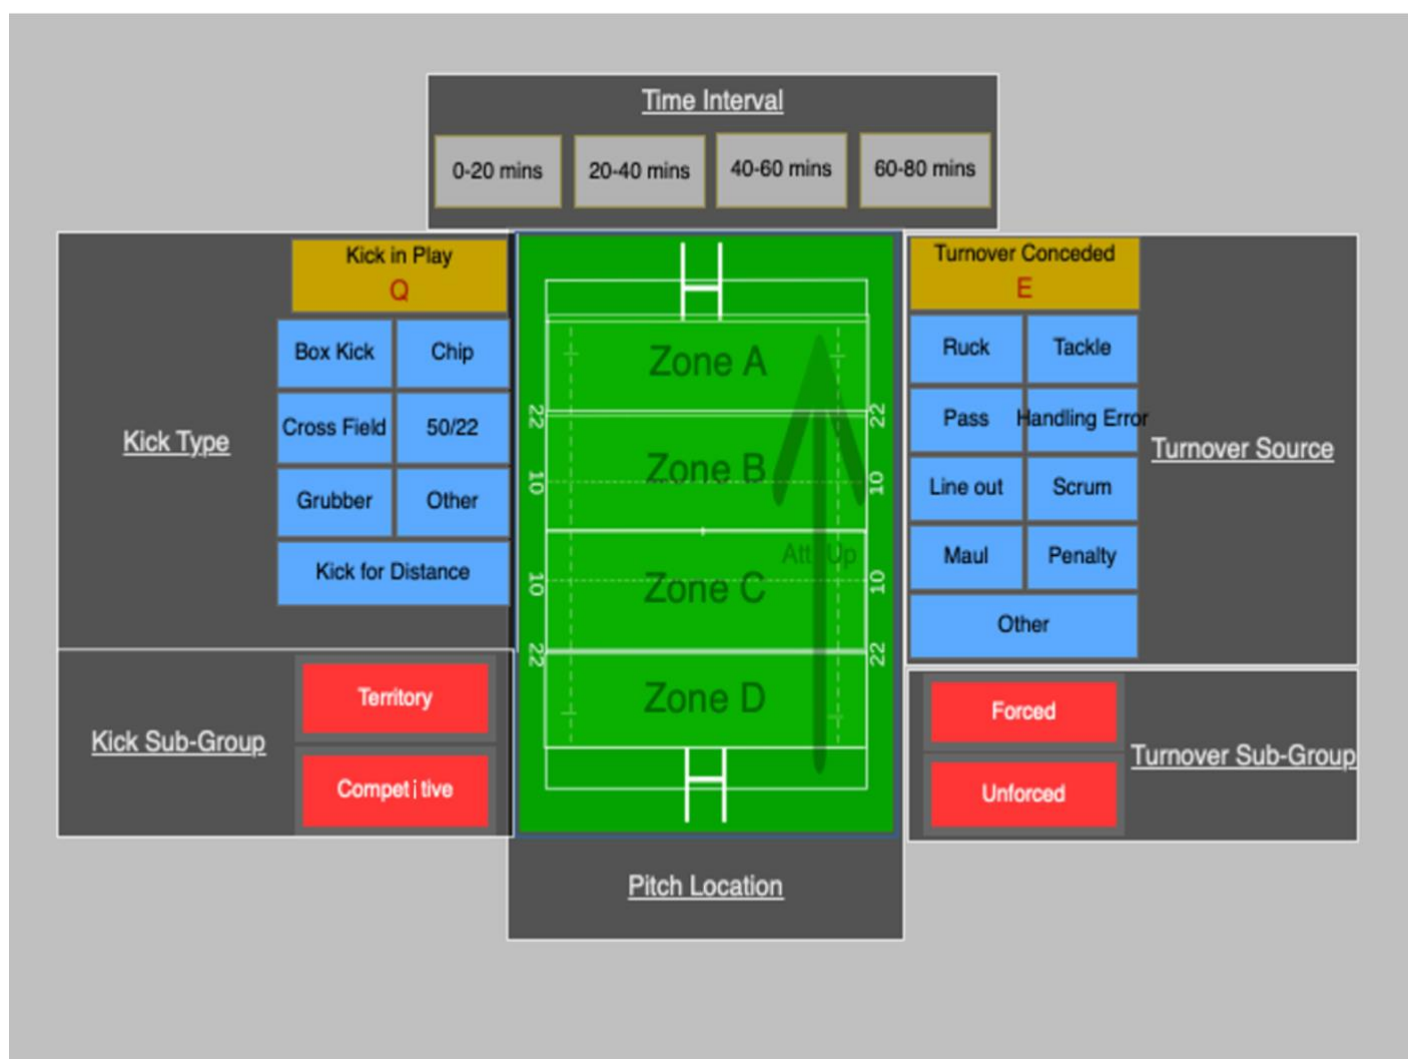 Time Interval
0-20 mins
20-40 mins
40-60 mins
60-80 mins
Kick in Play
Q
Box Kick
Chip
Cross Field
50/22
Grubber
Other
Kick for Distance
Kick Type
Territory
Competitive
Kick Sub-Group
Zone A
22
22
Zone B
10
10
Att Up
Zone C
10
10
22
22
Zone D
Pitch Location
Turnover Conceded
E
Ruck
Tackle
Pass
Handling Error
Line out
Scrum
Maul
Penalty
Other
Turnover Source
Forced
Unforced
Turnover Sub-Group